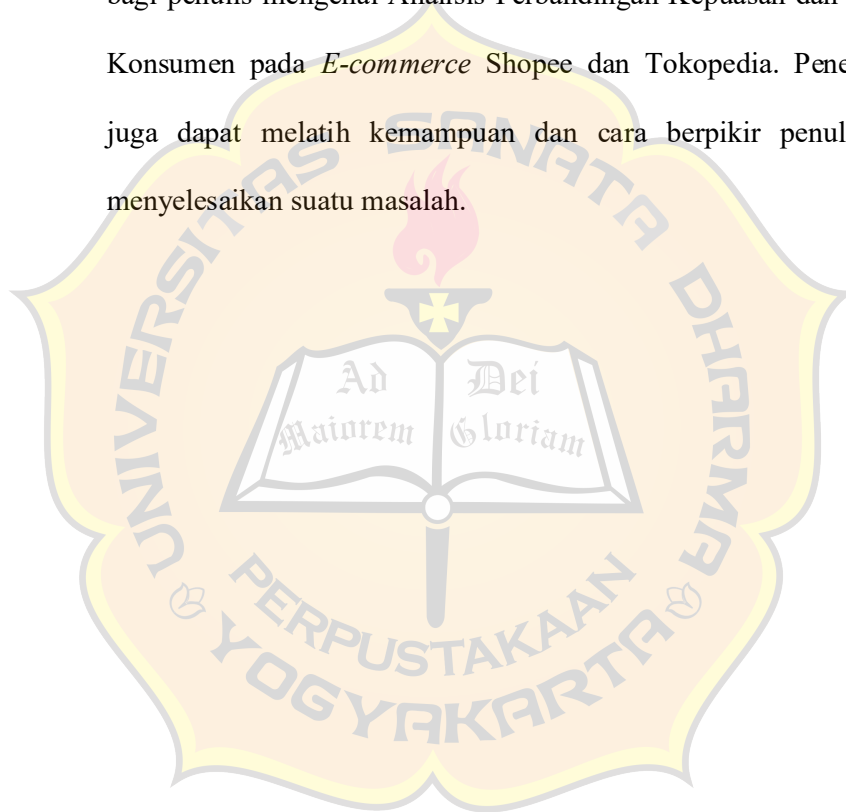 bagi penulis mengenai Analisis Perbandingan Kepuasan dan
Konsumen pada E-commerce Shopee dan Tokopedia. Pene
juga dapat melatih kemampuan dan cara berpikir penul
menyelesaikan suatu masalah.
UNIVERSITAS SANATA DHARMA
Ad Dei
Maiorem Gloriam
PERPUSTAKAAN
YOGYAKARTA